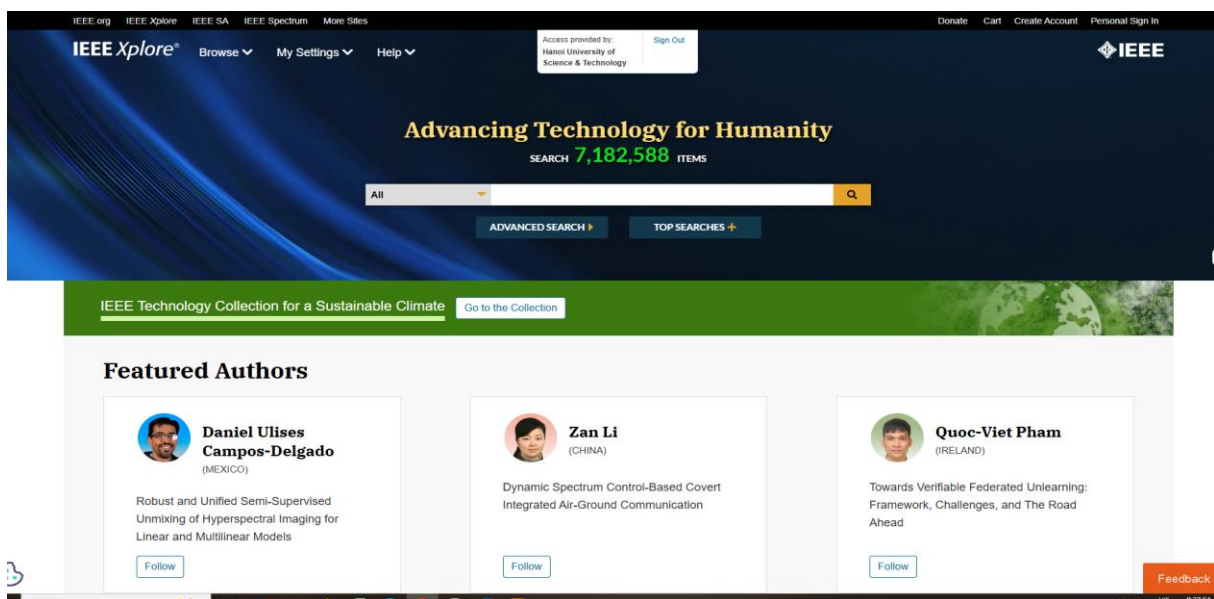 IEEE.org IEEE Xplore IEEE SA IEEE Spectrum More Sites Donate Cart Create Account Personal Sign In
IEEE Xplore® Browse My Settings Help
Access provided by:
Hanoi University of
Science & Technology
Sign Out
IEEE
Advancing Technology for Humanity
SEARCH 7,182,588 ITEMS
All
ADVANCED SEARCH TOP SEARCHES
IEEE Technology Collection for a Sustainable Climate Go to the Collection
Featured Authors
Daniel Ulises
Campos-Delgado
(MEXICO)
Robust and Unified Semi-Supervised
Unmixing of Hyperspectral Imaging for
Linear and Multilinear Models
Follow
Zan Li
(CHINA)
Dynamic Spectrum Control-Based Covert
Integrated Air-Ground Communication
Follow
Quoc-Viet Pham
(IRELAND)
Towards Verifiable Federated Unlearning:
Framework, Challenges, and The Road
Ahead
Follow
Feedback